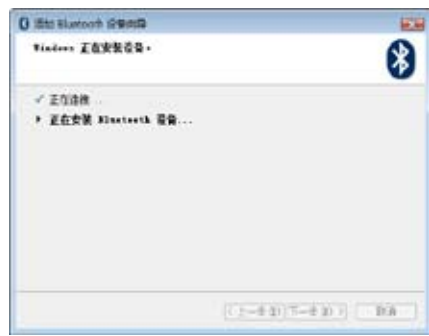 添加 Bluetooth 设备向导
Windows 正在安装设备。
正在连接...
正在安装 Bluetooth 设备...
< 上一步(B) 下一步(N) > 取消